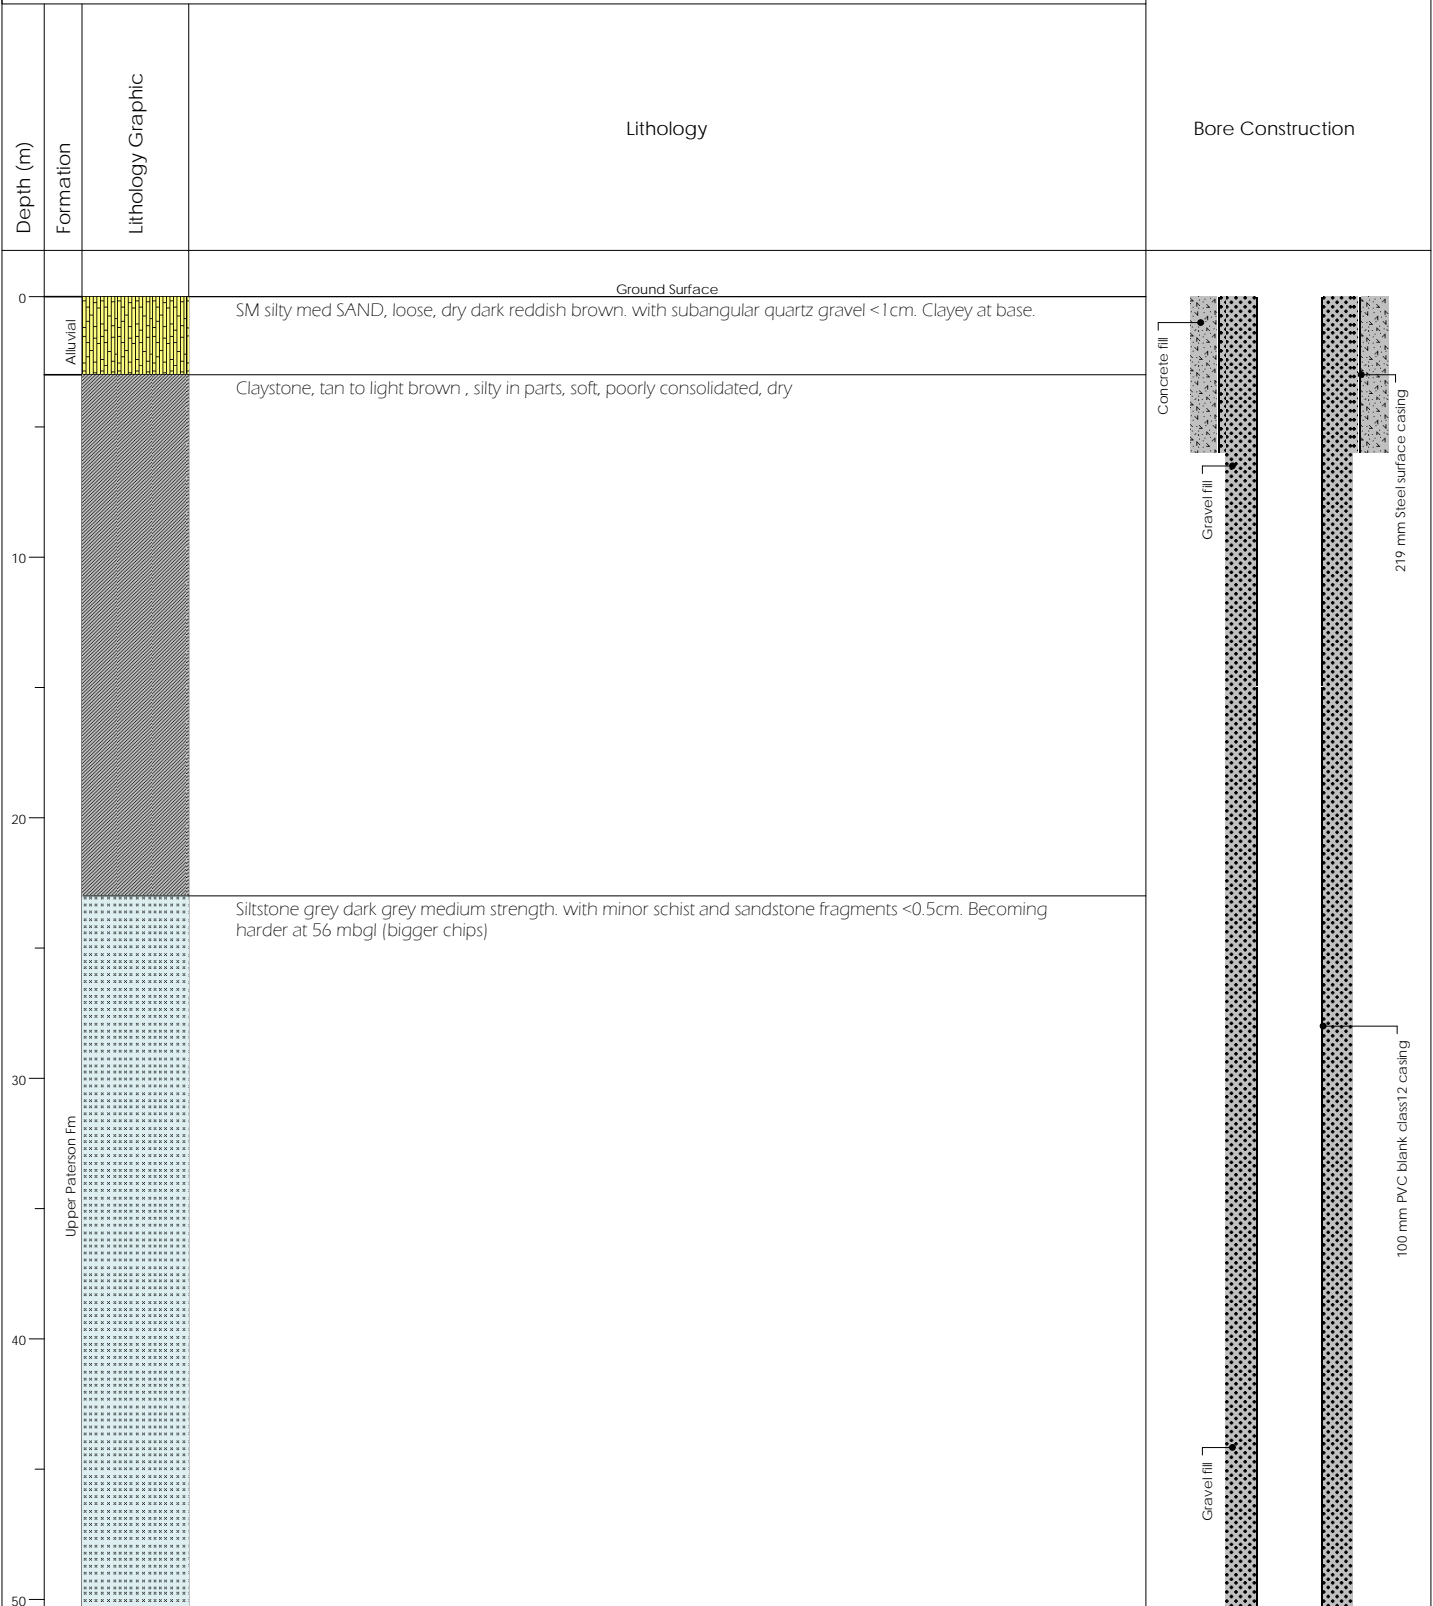 Depth (m)
Formation
Lithology Graphic
Lithology
Bore Construction
Ground Surface
0
Alluvial
SM silty med SAND, loose, dry dark reddish brown. with subangular quartz gravel <1cm. Clayey at base.
Concrete fill
219 mm Steel surface casing
Claystone, tan to light brown , silty in parts, soft, poorly consolidated, dry
Gravel fill
10
20
Siltstone grey dark grey medium strength. with minor schist and sandstone fragments <0.5cm. Becoming
harder at 56 mbgl (bigger chips)
100 mm PVC blank class12 casing
30
Upper Paterson Fm
40
Gravel fill
50